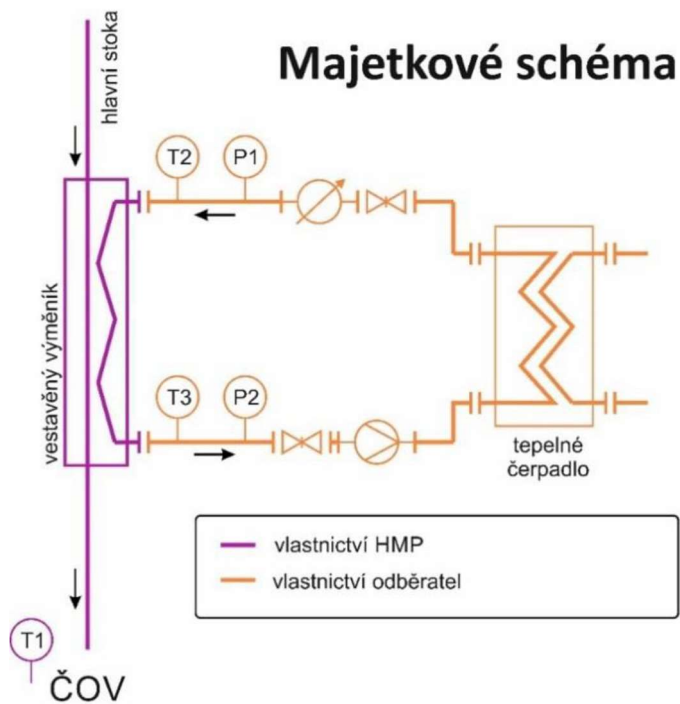 Majetkové schéma
hlavní stoka
T2
P1
vestavěný výměník
T3
P2
tepelné
čerpadlo
vlastnictví HMP
vlastnictví odběratel
T1
ČOV